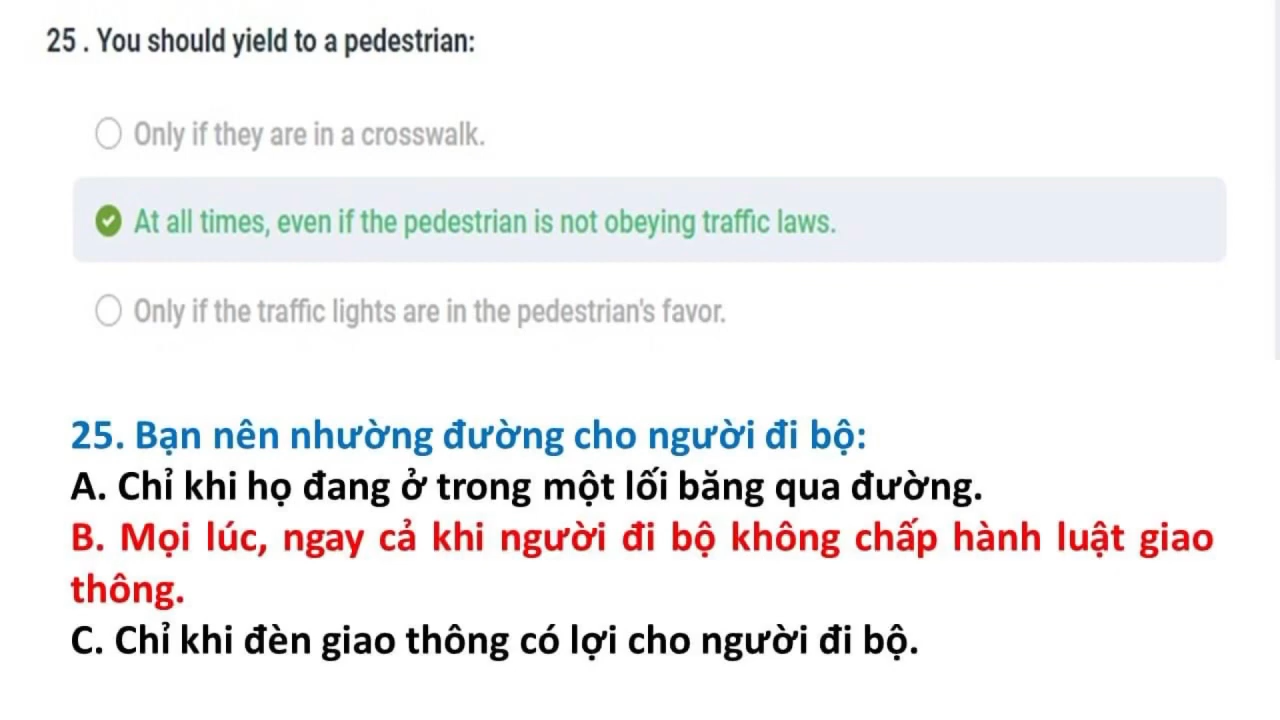 25 . You should yield to a pedestrian:
Only if they are in a crosswalk.
At all times, even if the pedestrian is not obeying traffic laws.
Only if the traffic lights are in the pedestrian's favor.
25. Bạn nên nhường đường cho người đi bộ:
A. Chỉ khi họ đang ở trong một lối băng qua đường.
B. Mọi lúc, ngay cả khi người đi bộ không chấp hành luật giao
thông.
C. Chỉ khi đèn giao thông có lợi cho người đi bộ.